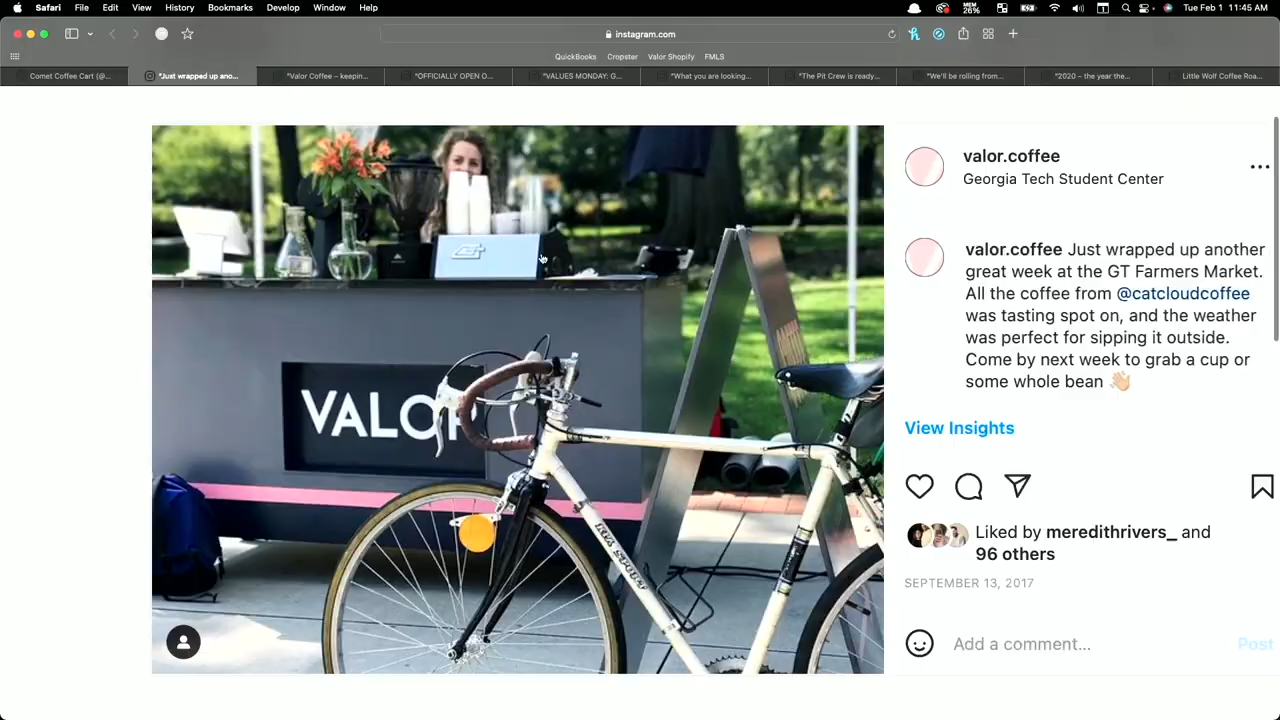 Safari File Edit View History Bookmarks Develop Window Help
MEM 26% Tue Feb 1 11:45 AM
instagram.com
QuickBooks Cropster Valor Shopify FMLS
Comet Coffee Cart (@... "Just wrapped up ano... "Valor Coffee – keepin... "OFFICIALLY OPEN O... "VALUES MONDAY: G... "What you are looking... "The Pit Crew is ready... "We'll be rolling from... "2020 – the year the... Little Wolf Coffee Roa...
valor.coffee
Georgia Tech Student Center
valor.coffee Just wrapped up another
great week at the GT Farmers Market.
All the coffee from @catcloudcoffee
was tasting spot on, and the weather
was perfect for sipping it outside.
Come by next week to grab a cup or
some whole bean 👋🏼
VALOR
View Insights
Liked by meredithrivers_ and
96 others
SEPTEMBER 13, 2017
Add a comment... Post